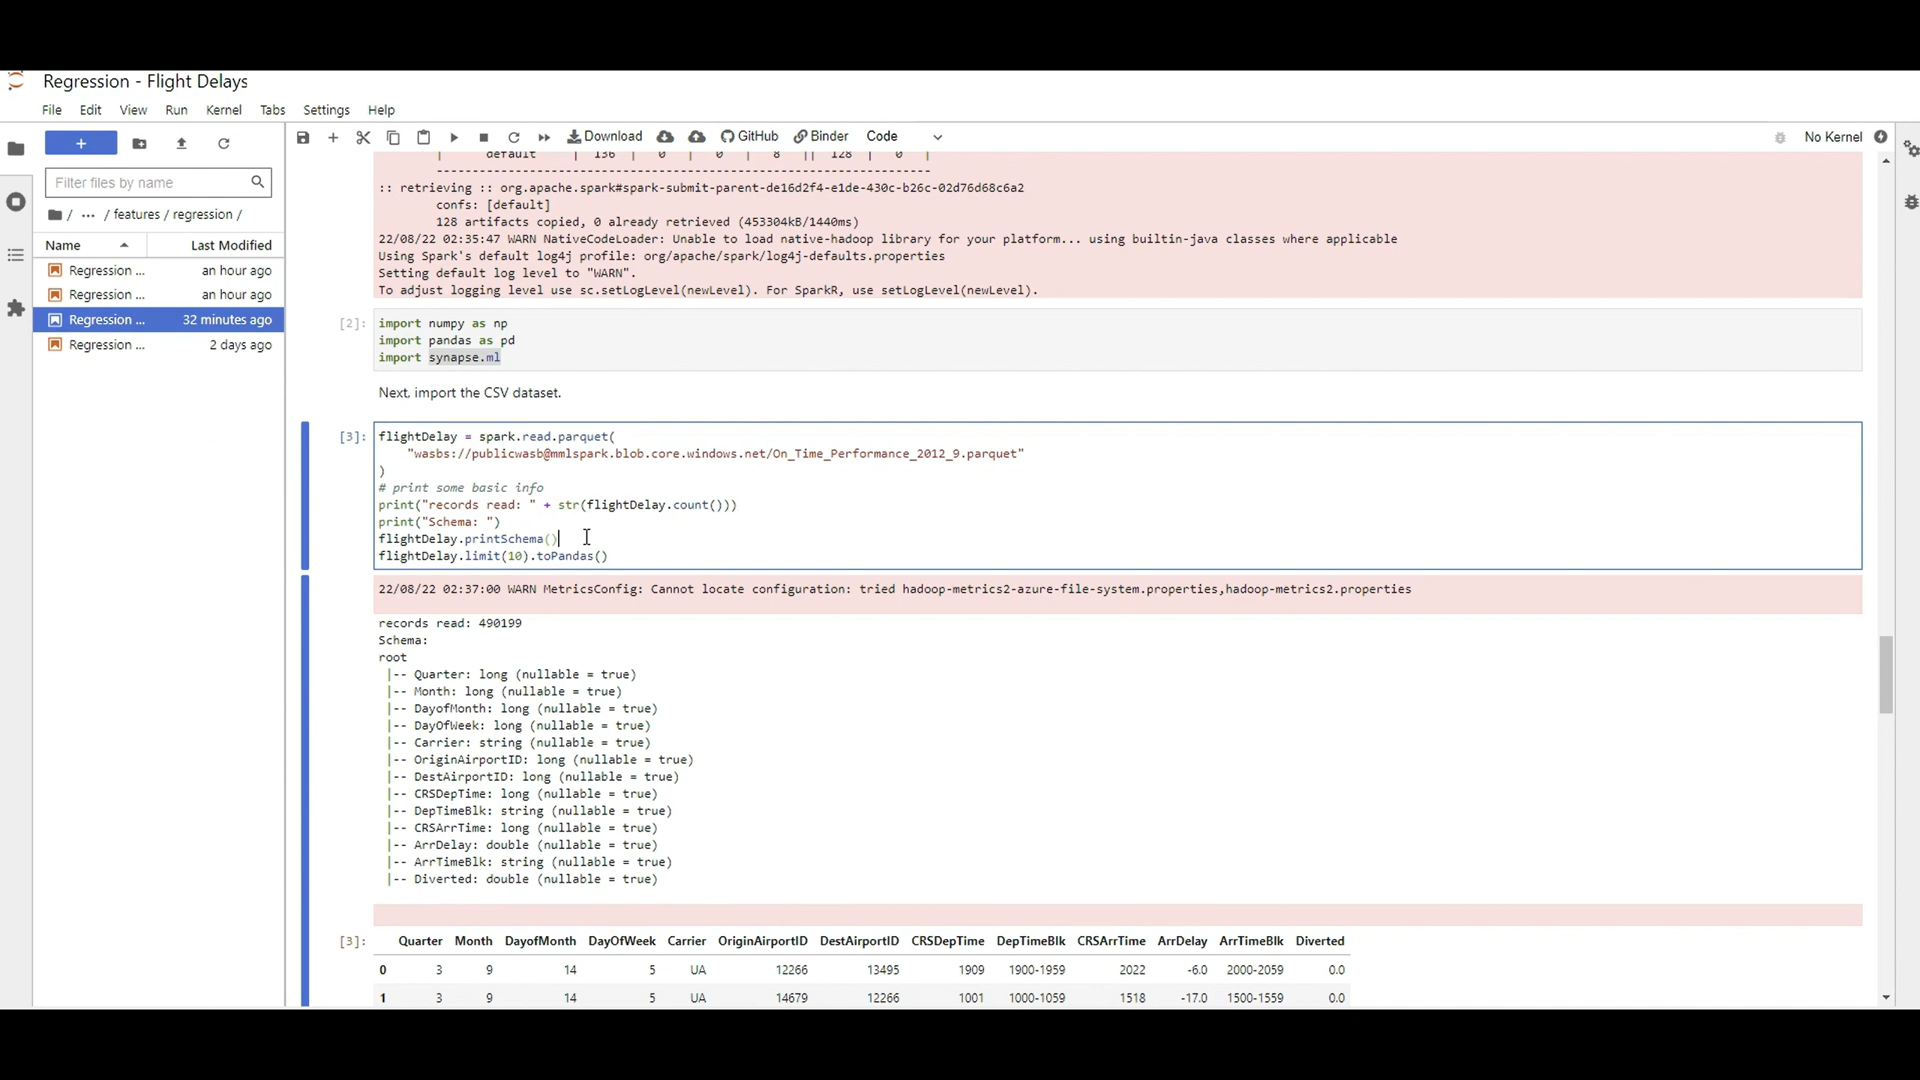 Regression - Flight Delays
File Edit View Run Kernel Tabs Settings Help
+ Download GitHub Binder Code No Kernel
Filter files by name
/ ··· / features / regression /
Name Last Modified
Regression ... an hour ago
Regression ... an hour ago
Regression ... 32 minutes ago
Regression ... 2 days ago
| default | 136 | 0 | 0 | 8 || 128 | 0 |
---------------------------------------------------------------------
:: retrieving :: org.apache.spark#spark-submit-parent-de16d2f4-e1de-430c-b26c-02d76d68c6a2
confs: [default]
128 artifacts copied, 0 already retrieved (453304kB/1440ms)
22/08/22 02:35:47 WARN NativeCodeLoader: Unable to load native-hadoop library for your platform... using builtin-java classes where applicable
Using Spark's default log4j profile: org/apache/spark/log4j-defaults.properties
Setting default log level to "WARN".
To adjust logging level use sc.setLogLevel(newLevel). For SparkR, use setLogLevel(newLevel).
[2]: import numpy as np
import pandas as pd
import synapse.ml
Next, import the CSV dataset.
[3]: flightDelay = spark.read.parquet(
"wasbs://publicwasb@mmlspark.blob.core.windows.net/On_Time_Performance_2012_9.parquet"
)
# print some basic info
print("records read: " + str(flightDelay.count()))
print("Schema: ")
flightDelay.printSchema()
flightDelay.limit(10).toPandas()
22/08/22 02:37:00 WARN MetricsConfig: Cannot locate configuration: tried hadoop-metrics2-azure-file-system.properties,hadoop-metrics2.properties
records read: 490199
Schema:
root
|-- Quarter: long (nullable = true)
|-- Month: long (nullable = true)
|-- DayofMonth: long (nullable = true)
|-- DayOfWeek: long (nullable = true)
|-- Carrier: string (nullable = true)
|-- OriginAirportID: long (nullable = true)
|-- DestAirportID: long (nullable = true)
|-- CRSDepTime: long (nullable = true)
|-- DepTimeBlk: string (nullable = true)
|-- CRSArrTime: long (nullable = true)
|-- ArrDelay: double (nullable = true)
|-- ArrTimeBlk: string (nullable = true)
|-- Diverted: double (nullable = true)
[3]: Quarter Month DayofMonth DayOfWeek Carrier OriginAirportID DestAirportID CRSDepTime DepTimeBlk CRSArrTime ArrDelay ArrTimeBlk Diverted
0 3 9 14 5 UA 12266 13495 1909 1900-1959 2022 -6.0 2000-2059 0.0
1 3 9 14 5 UA 14679 12266 1001 1000-1059 1518 -17.0 1500-1559 0.0